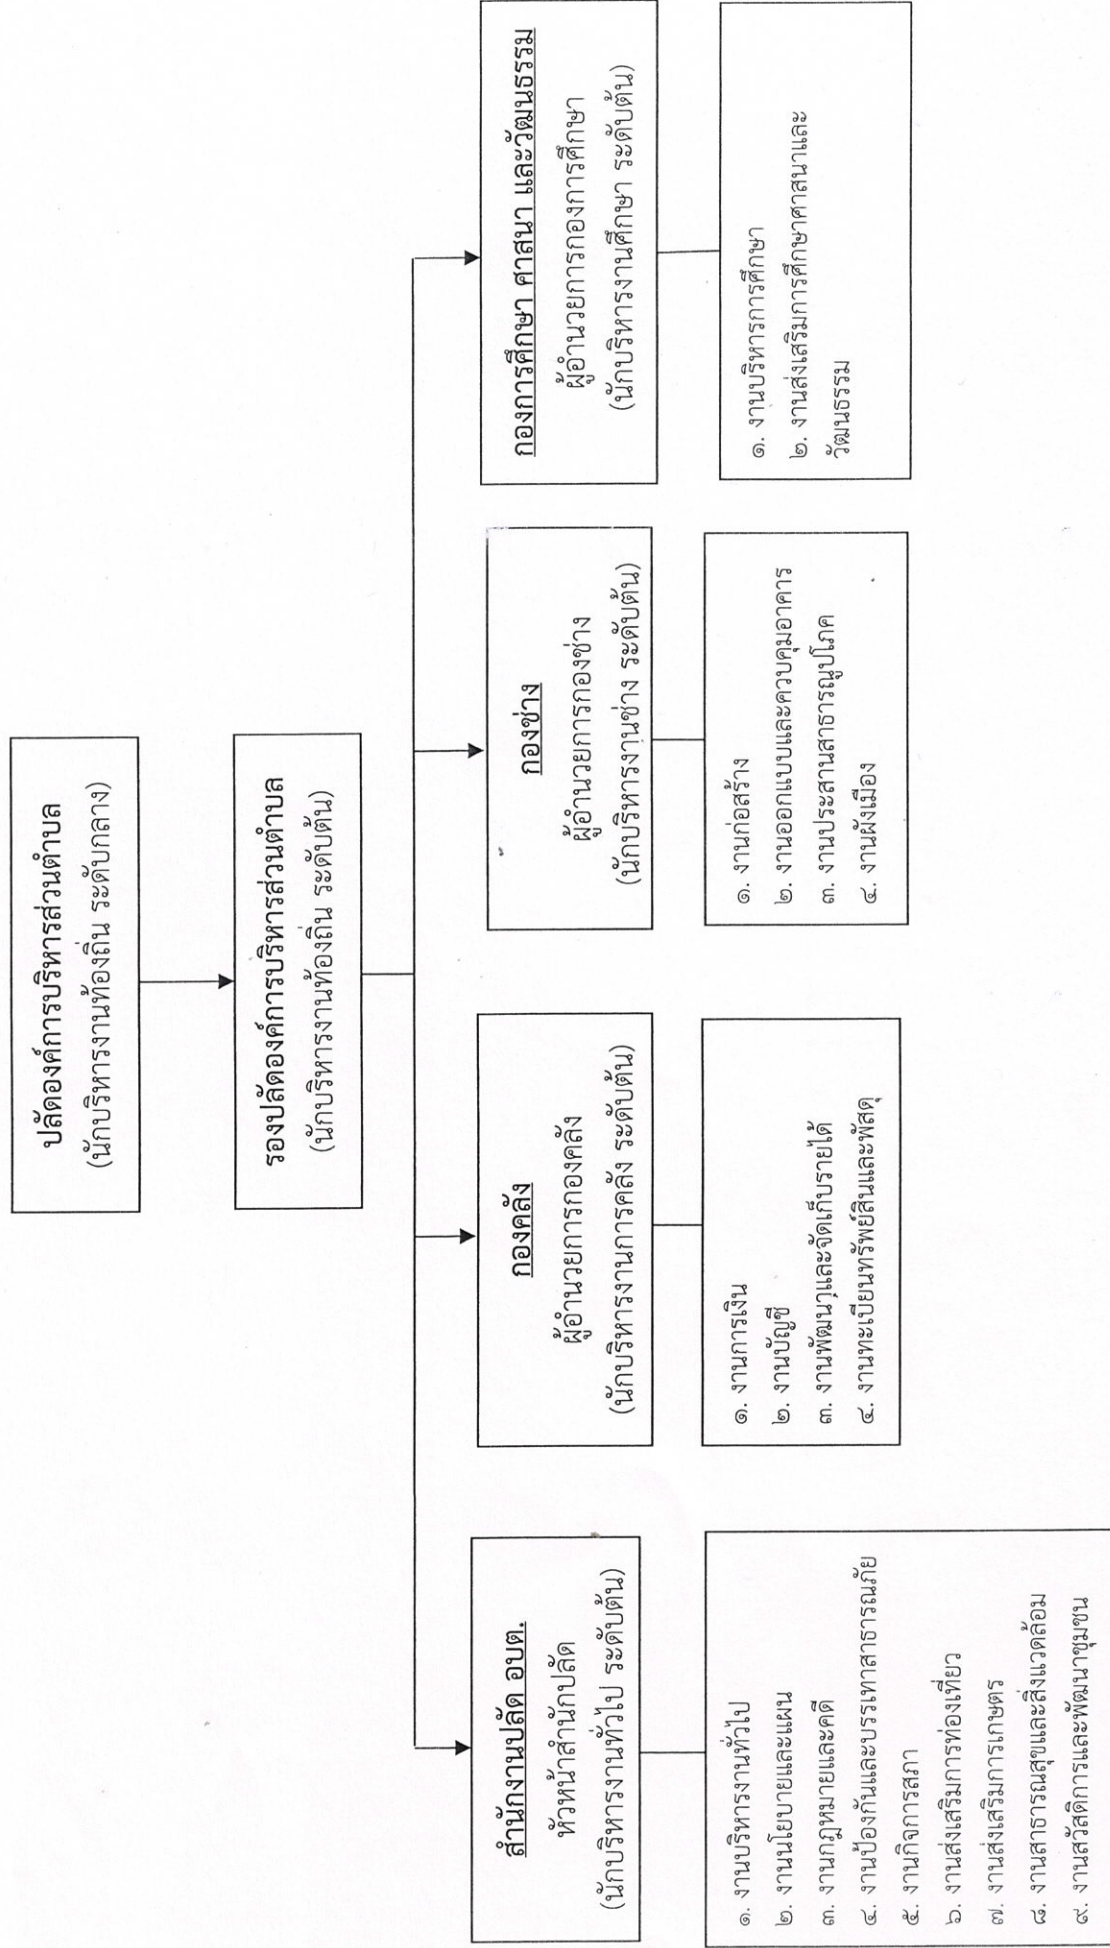 ปลัดองค์การบริหารส่วนตำบล
(นักบริหารงานท้องถิ่น ระดับกลาง)
รองปลัดองค์การบริหารส่วนตำบล
(นักบริหารงานท้องถิ่น ระดับต้น)
สำนักงานปลัด อบต.
หัวหน้าสำนักปลัด
(นักบริหารงานทั่วไป ระดับต้น)
๑. งานบริหารงานทั่วไป
๒. งานนโยบายและแผน
๓. งานกฎหมายและคดี
๔. งานป้องกันและบรรเทาสาธารณภัย
๕. งานกิจการสภา
๖. งานส่งเสริมการท่องเที่ยว
๗. งานส่งเสริมการเกษตร
๘. งานสาธารณสุขและสิ่งแวดล้อม
๙. งานสวัสดิการและพัฒนาชุมชน
กองคลัง
ผู้อำนวยการกองคลัง
(นักบริหารงานการคลัง ระดับต้น)
๑. งานการเงิน
๒. งานบัญชี
๓. งานพัฒนาและจัดเก็บรายได้
๔. งานทะเบียนทรัพย์สินและพัสดุ
กองช่าง
ผู้อำนวยการกองช่าง
(นักบริหารงานช่าง ระดับต้น)
๑. งานก่อสร้าง
๒. งานออกแบบและควบคุมอาคาร
๓. งานประสานสาธารณูปโภค
๔. งานผังเมือง
กองการศึกษา ศาสนา และวัฒนธรรม
ผู้อำนวยการกองการศึกษา
(นักบริหารงานศึกษา ระดับต้น)
๑. งานบริหารการศึกษา
๒. งานส่งเสริมการศึกษาศาสนาและ
วัฒนธรรม